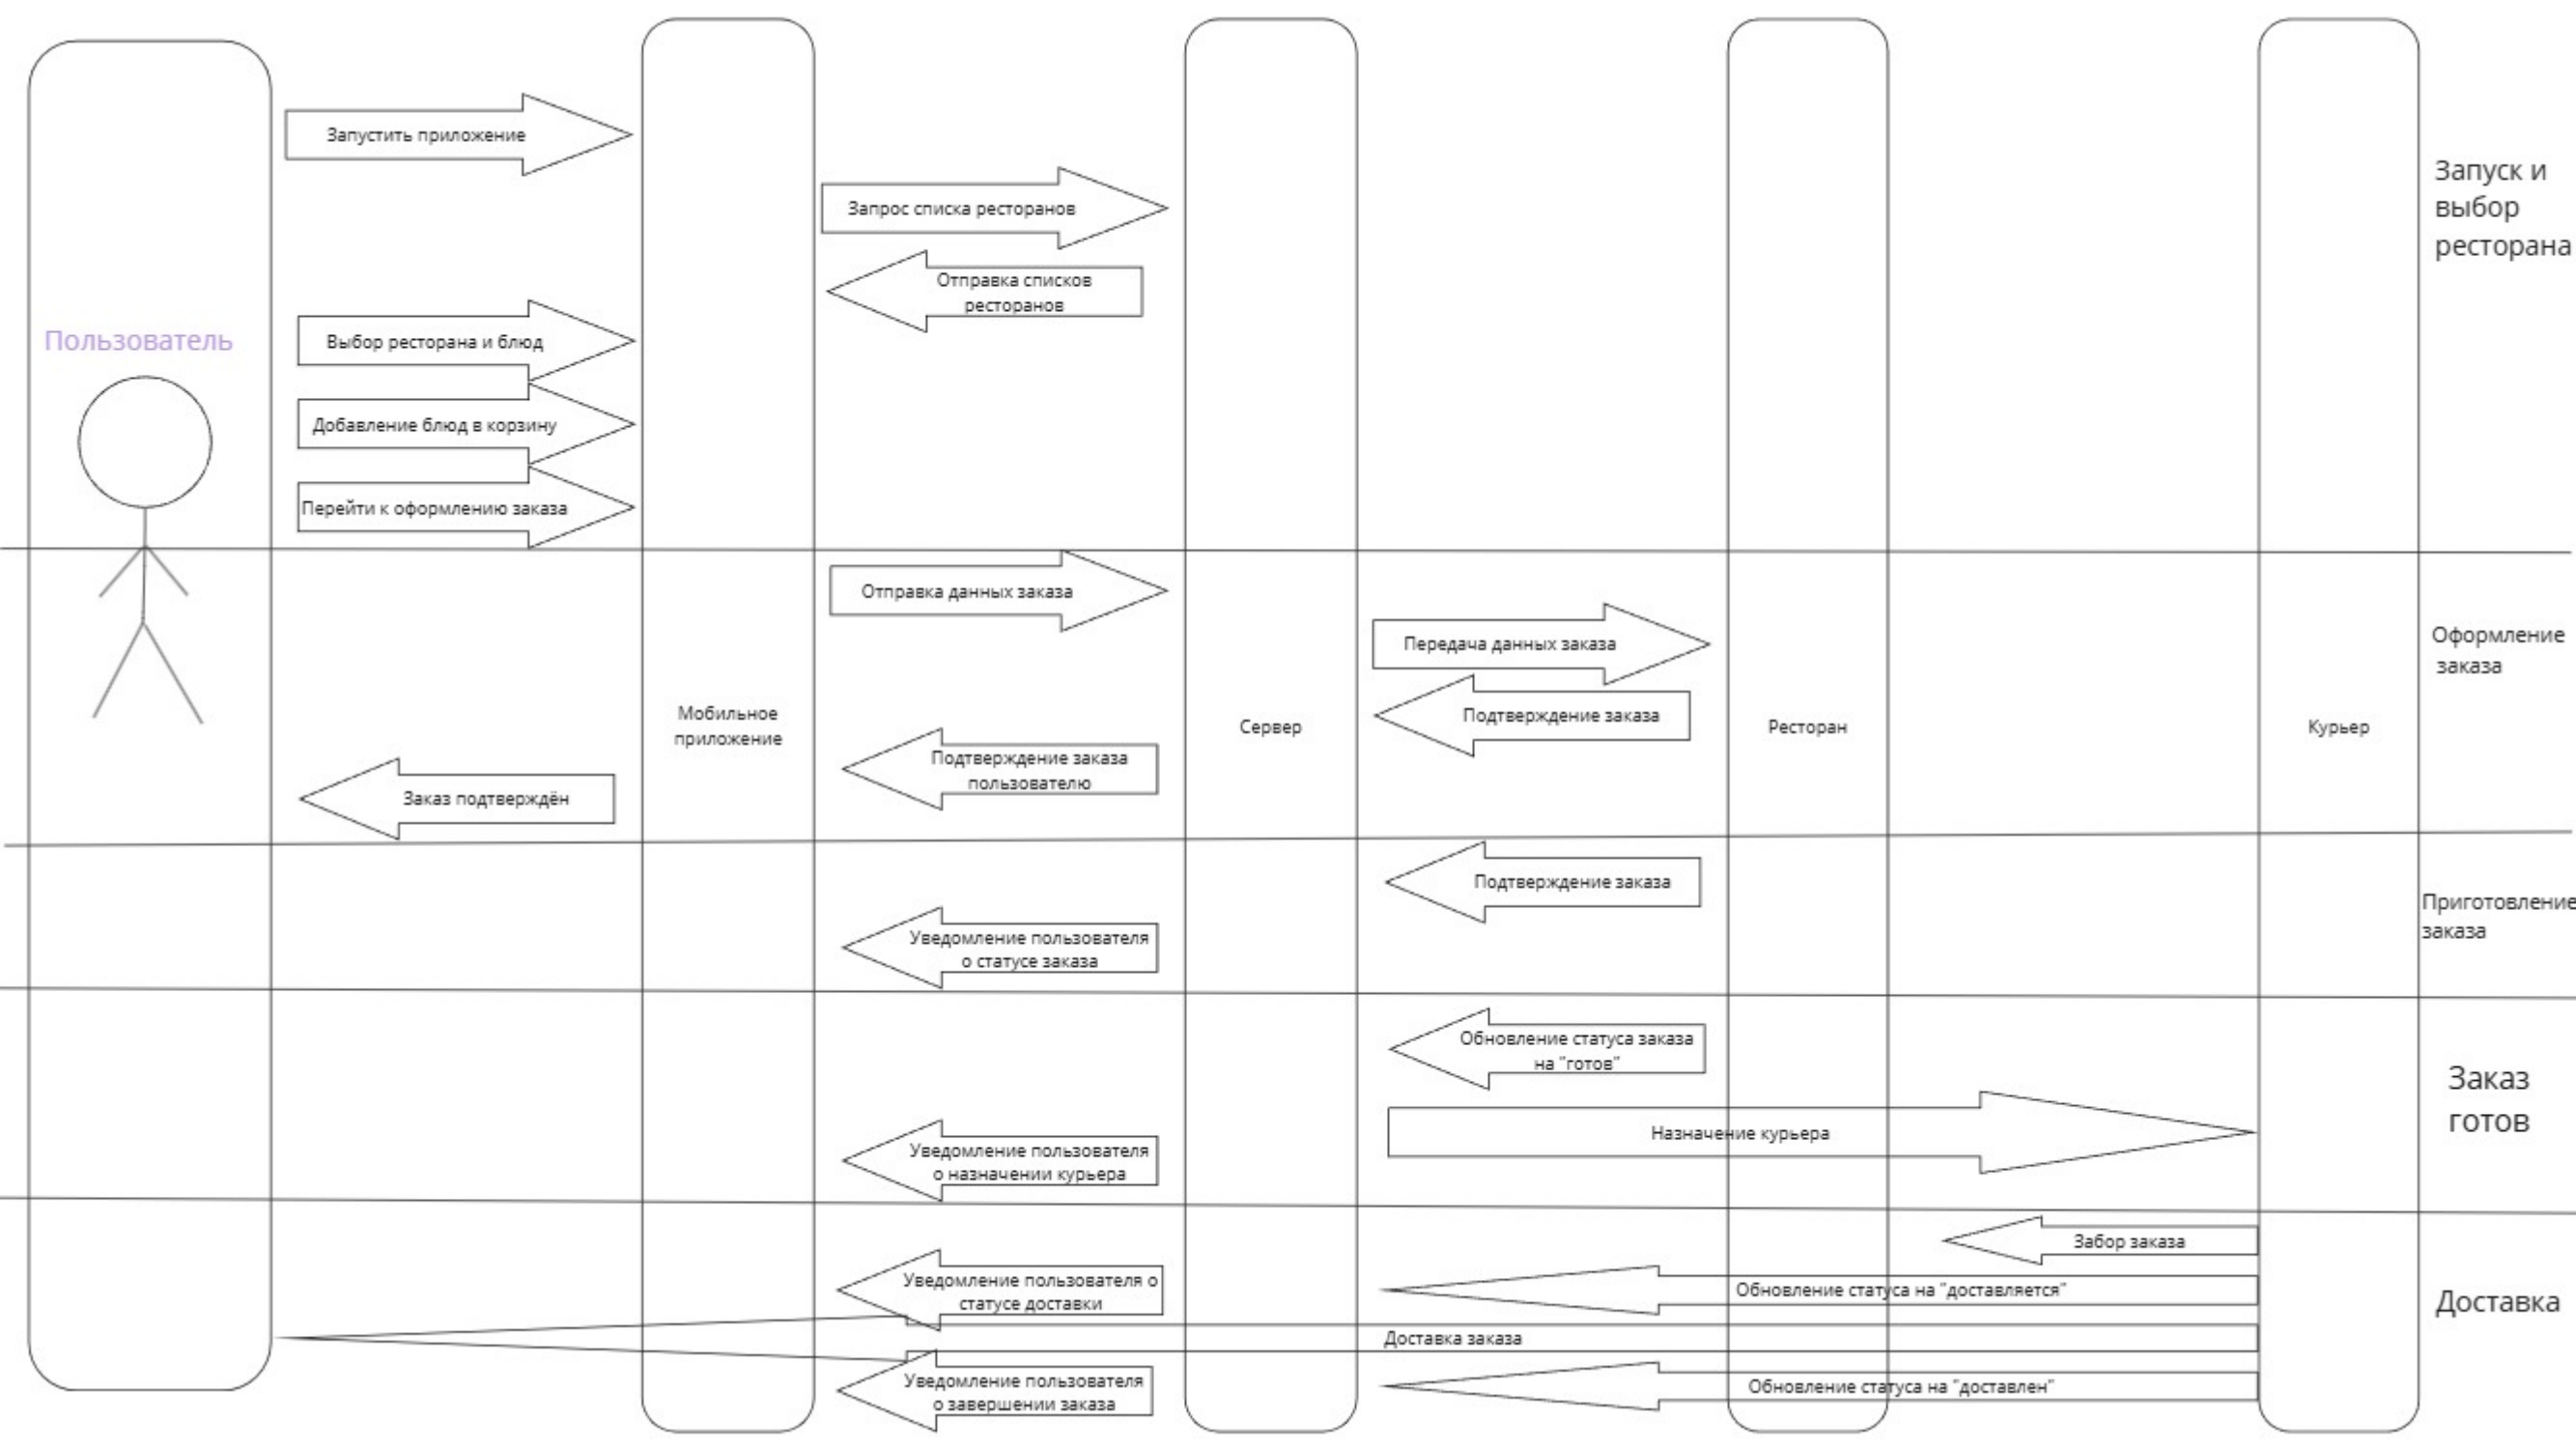 Запустить приложение
Запрос списка ресторанов
Запуск и
выбор
ресторана
Отправка списков
ресторанов
Пользователь
Выбор ресторана и блюд
Добавление блюд в корзину
Перейти к оформлению заказа
Отправка данных заказа
Передача данных заказа
Оформление
заказа
Мобильное
приложение
Сервер
Подтверждение заказа
Ресторан
Курьер
Подтверждение заказа
пользователю
Заказ подтверждён
Подтверждение заказа
Приготовление
заказа
Уведомление пользователя
о статусе заказа
Обновление статуса заказа
на "готов"
Заказ
готов
Назначение курьера
Уведомление пользователя
о назначении курьера
Забор заказа
Уведомление пользователя о
статусе доставки
Обновление статуса на "доставляется"
Доставка
Доставка заказа
Уведомление пользователя
о завершении заказа
Обновление статуса на "доставлен"